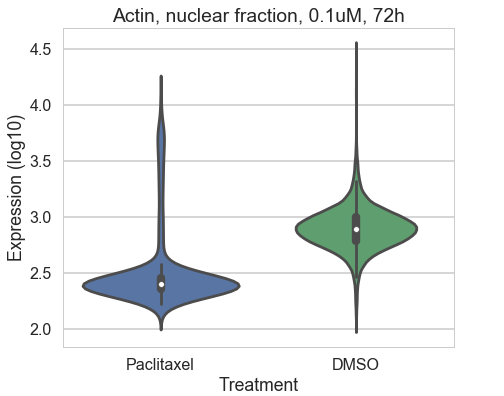 Actin, nuclear fraction, 0.1uM, 72h
Expression (log10)
4.5
4.0
3.5
3.0
2.5
2.0
Paclitaxel DMSO
Treatment